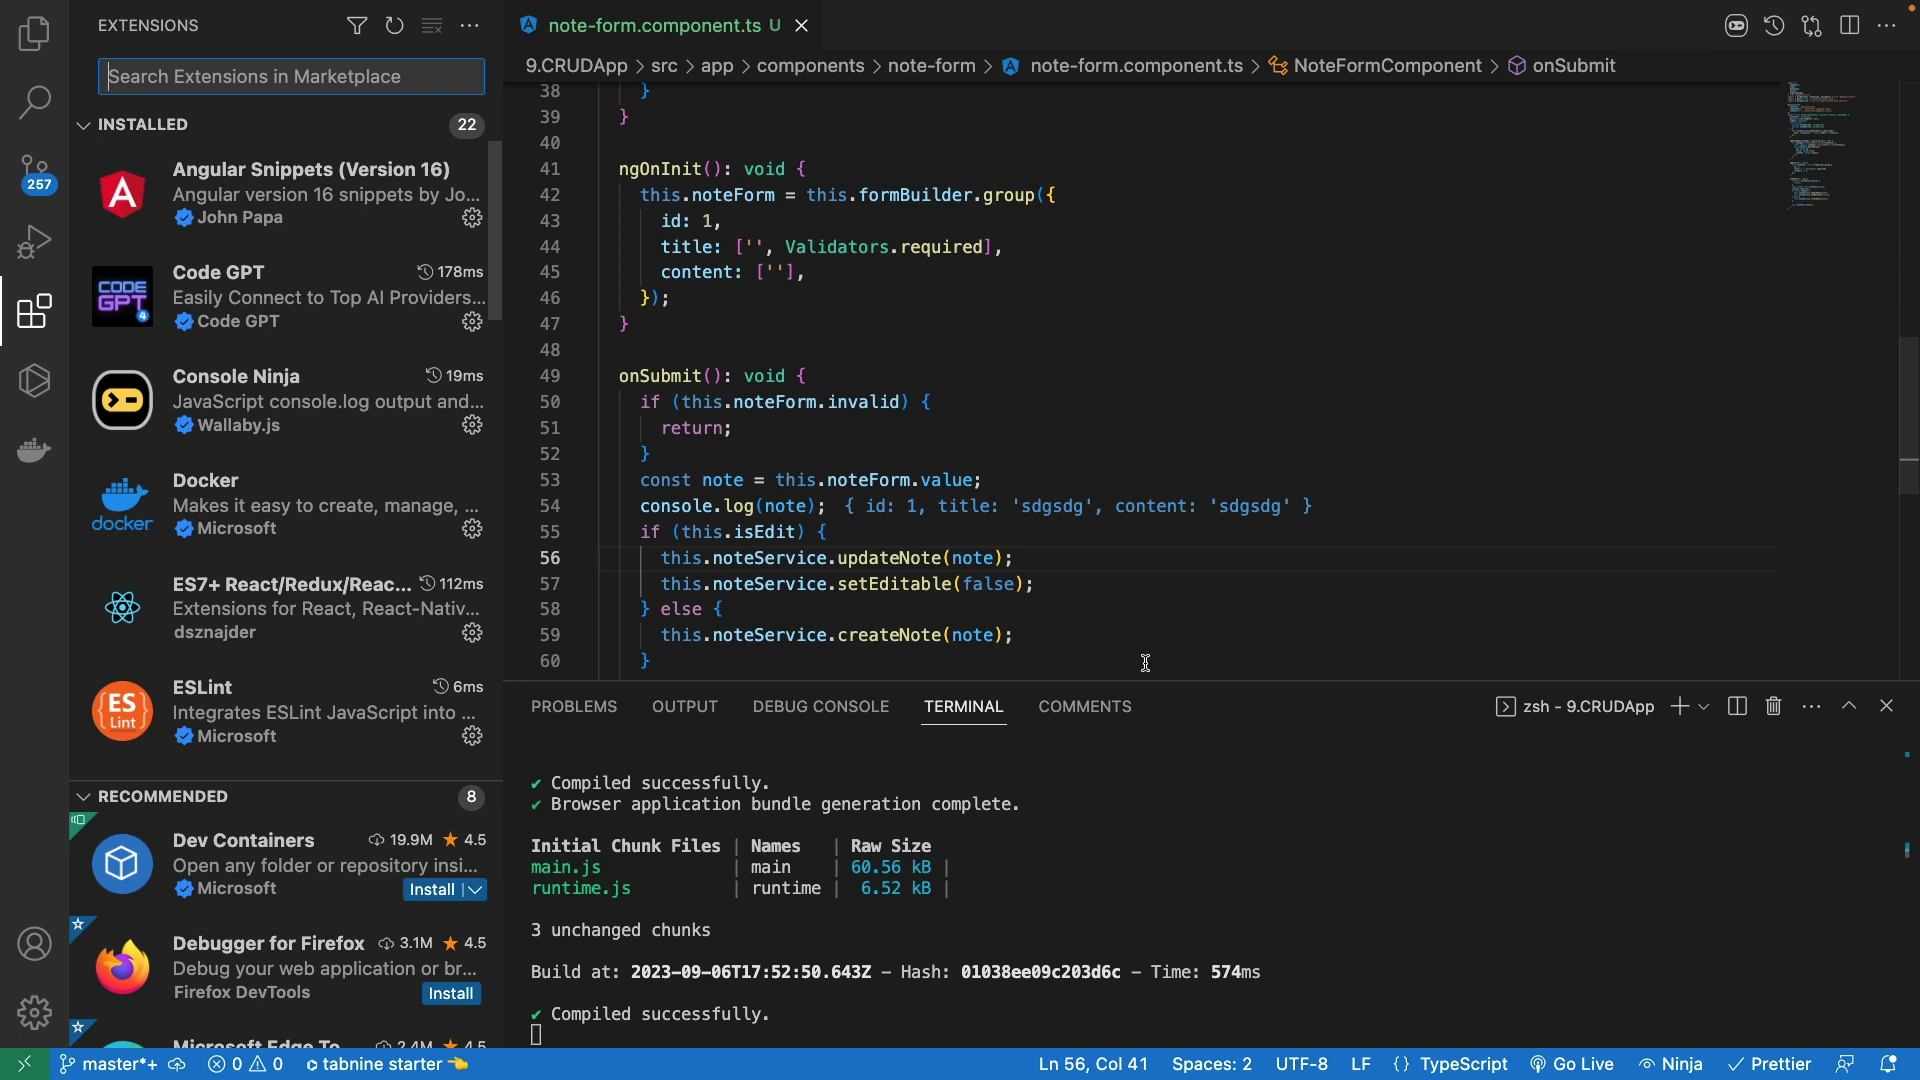 EXTENSIONS
Search Extensions in Marketplace
INSTALLED 22
Angular Snippets (Version 16)
Angular version 16 snippets by Jo...
John Papa
Code GPT 178ms
CODE GPT 4
Easily Connect to Top AI Providers...
Code GPT
Console Ninja 19ms
JavaScript console.log output and...
Wallaby.js
Docker
docker
Makes it easy to create, manage, ...
Microsoft
ES7+ React/Redux/Reac... 112ms
Extensions for React, React-Nativ...
dsznajder
ESLint 6ms
{ES Lint}
Integrates ESLint JavaScript into ...
Microsoft
RECOMMENDED 8
Dev Containers 19.9M 4.5
Open any folder or repository insi...
Microsoft Install
Debugger for Firefox 3.1M 4.5
Debug your web application or br...
Firefox DevTools Install
Microsoft Edge To... 2.4M 4.5
257
note-form.component.ts U
9.CRUDApp > src > app > components > note-form > note-form.component.ts > NoteFormComponent > onSubmit
38 }
39 }
40
41 ngOnInit(): void {
42 this.noteForm = this.formBuilder.group({
43 id: 1,
44 title: ['', Validators.required],
45 content: [''],
46 });
47 }
48
49 onSubmit(): void {
50 if (this.noteForm.invalid) {
51 return;
52 }
53 const note = this.noteForm.value;
54 console.log(note); { id: 1, title: 'sdgsdg', content: 'sdgsdg' }
55 if (this.isEdit) {
56 this.noteService.updateNote(note);
57 this.noteService.setEditable(false);
58 } else {
59 this.noteService.createNote(note);
60 }
PROBLEMS OUTPUT DEBUG CONSOLE TERMINAL COMMENTS
zsh - 9.CRUDApp
✔ Compiled successfully.
✔ Browser application bundle generation complete.
Initial Chunk Files | Names | Raw Size
main.js | main | 60.56 kB |
runtime.js | runtime | 6.52 kB |
3 unchanged chunks
Build at: 2023-09-06T17:52:50.643Z - Hash: 01038ee09c203d6c - Time: 574ms
✔ Compiled successfully.
master*+ 0 0 tabnine starter
Ln 56, Col 41 Spaces: 2 UTF-8 LF {} TypeScript Go Live Ninja Prettier